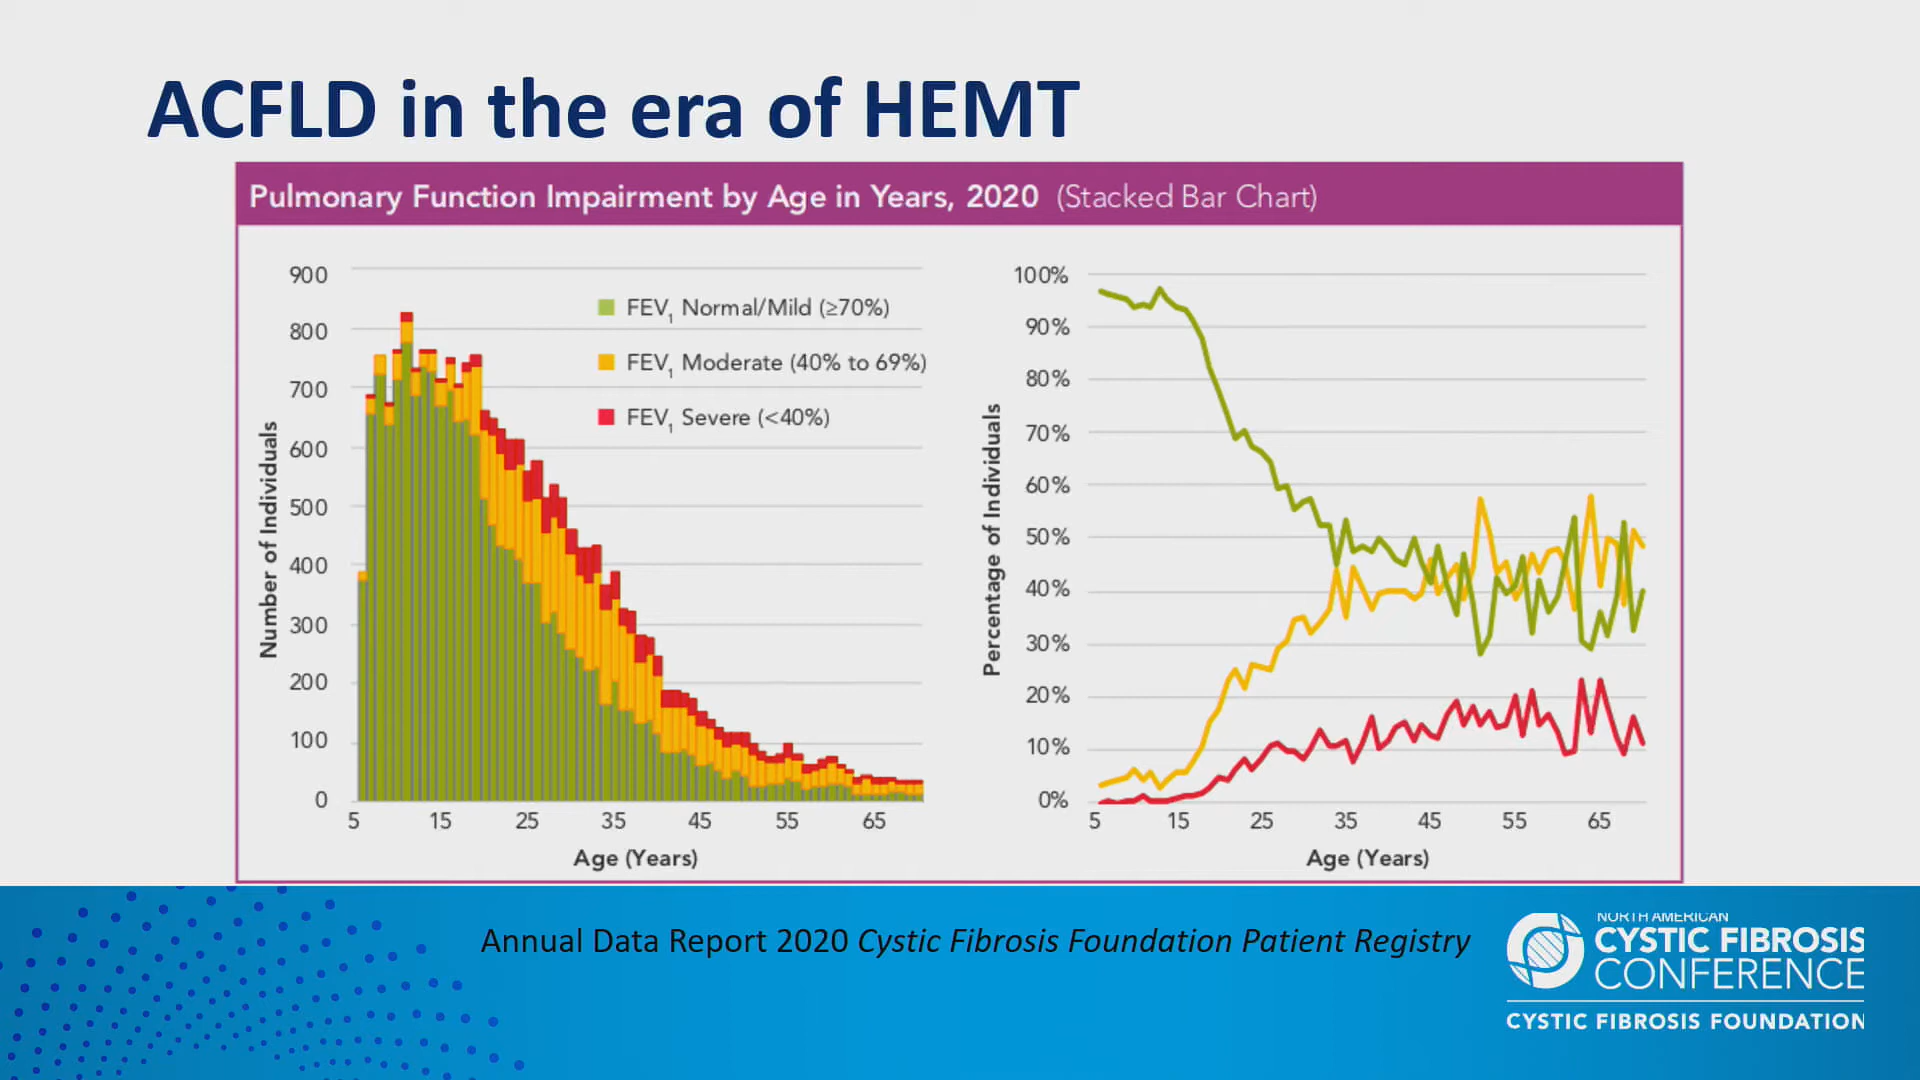 ACFLD in the era of HEMT
Pulmonary Function Impairment by Age in Years, 2020 (Stacked Bar Chart)
Number of Individuals
900
800
700
600
500
400
300
200
100
0
FEV1 Normal/Mild (≥70%)
FEV1 Moderate (40% to 69%)
FEV1 Severe (<40%)
5 15 25 35 45 55 65
Age (Years)
Percentage of Individuals
100%
90%
80%
70%
60%
50%
40%
30%
20%
10%
0%
5 15 25 35 45 55 65
Age (Years)
Annual Data Report 2020 Cystic Fibrosis Foundation Patient Registry
NORTH AMERICAN
CYSTIC FIBROSIS
CONFERENCE
CYSTIC FIBROSIS FOUNDATION